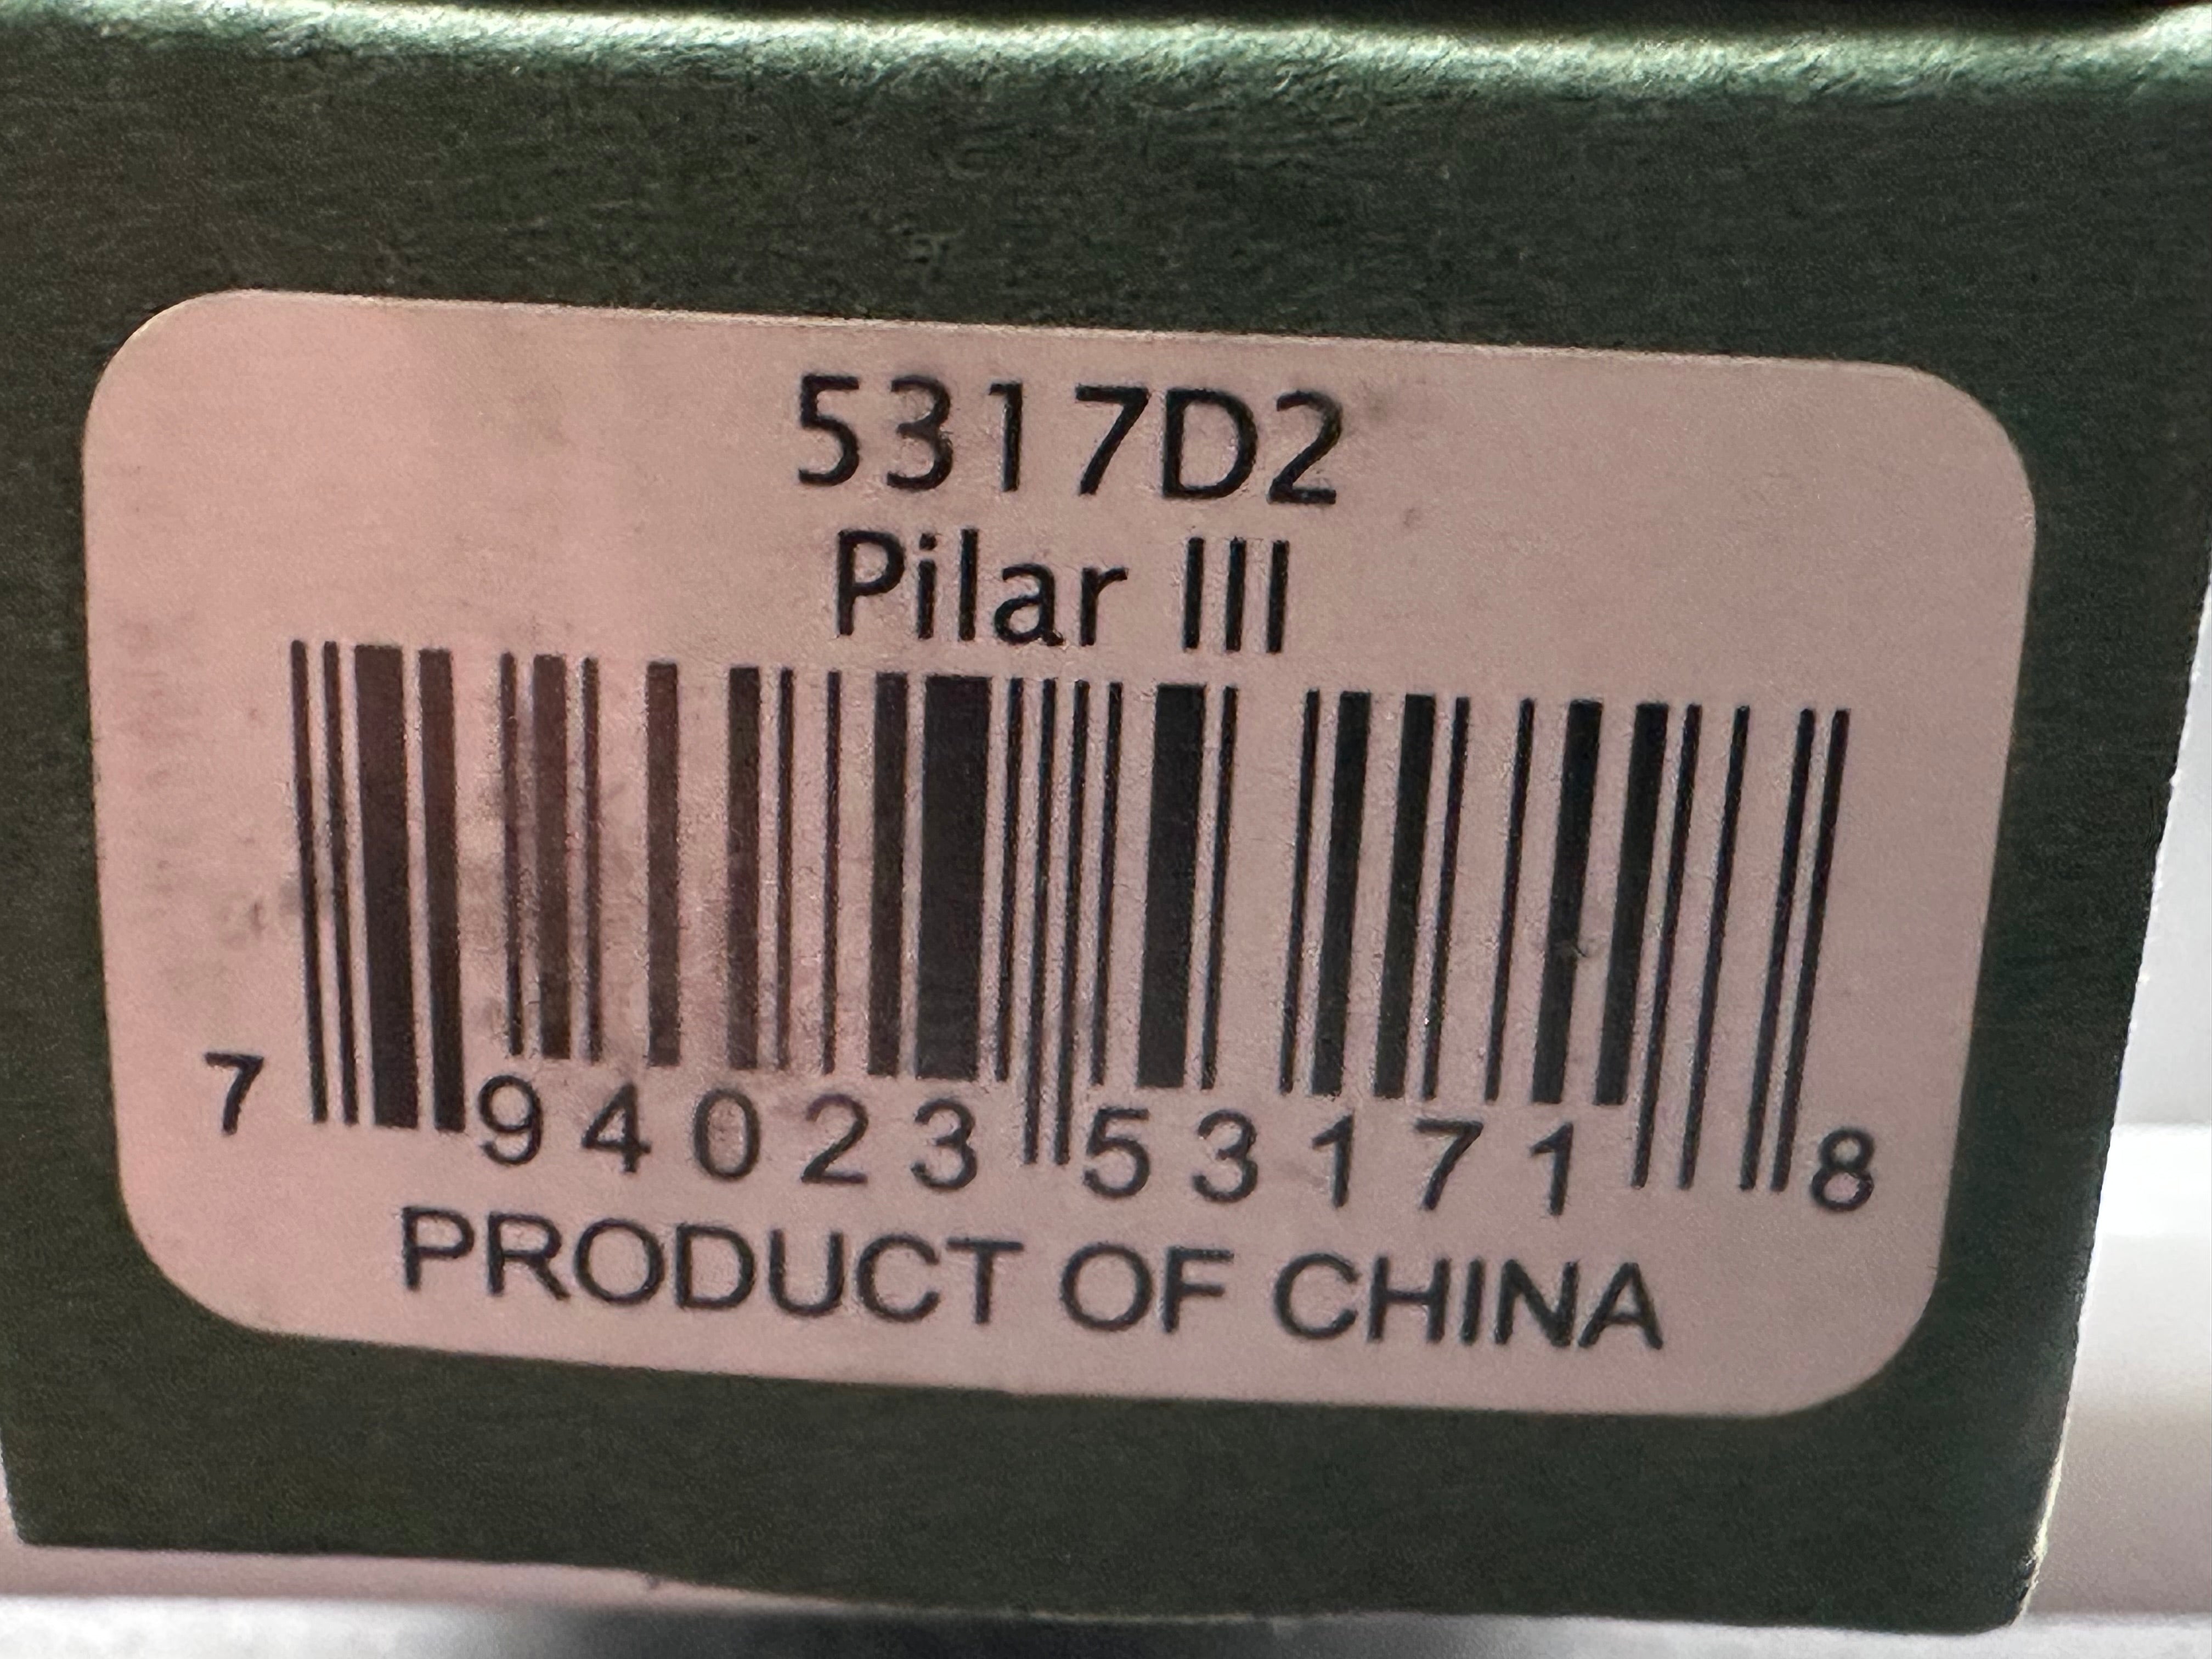 5317D2
Pilar III
7 94023 53171 8
PRODUCT OF CHINA